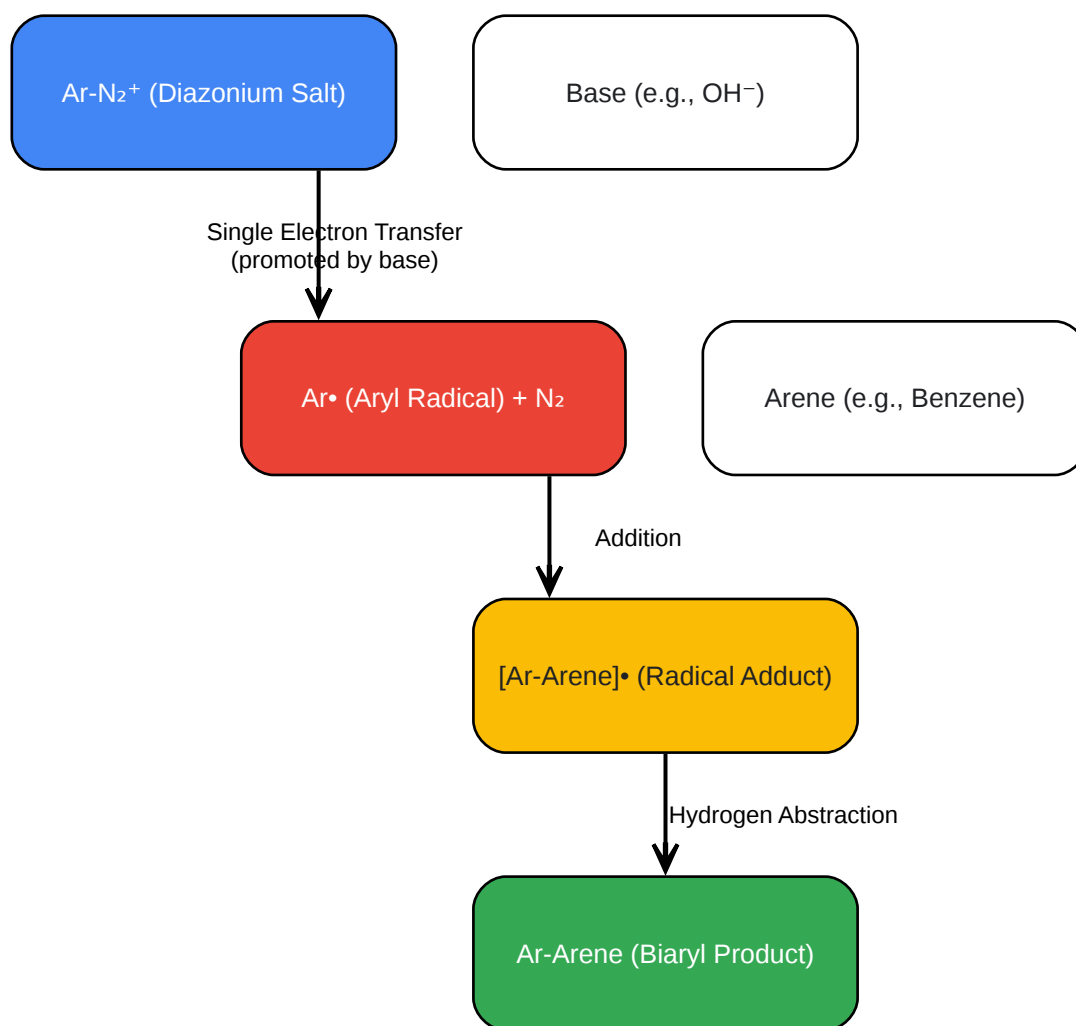 Ar-N₂⁺ (Diazonium Salt)
Base (e.g., OH⁻)
Single Electron Transfer
(promoted by base)
Ar• (Aryl Radical) + N₂
Arene (e.g., Benzene)
Addition
[Ar-Arene]• (Radical Adduct)
Hydrogen Abstraction
Ar-Arene (Biaryl Product)